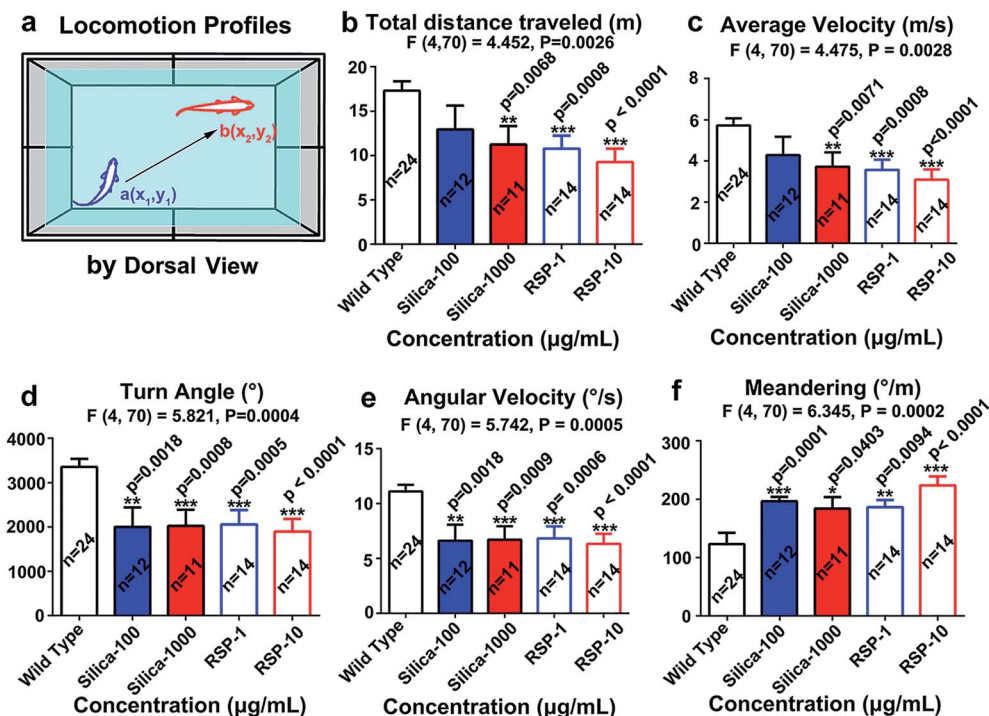 a Locomotion Profiles
b(x2,y2)
a(x1,y1)
by Dorsal View
b Total distance traveled (m)
F (4,70) = 4.452, P=0.0026
20
15
10
5
0
p=0.0068
p=0.0008
p < 0.0001
**
***
***
n=24
n=12
n=11
n=14
n=14
Wild Type
Silica-100
Silica-1000
RSP-1
RSP-10
Concentration (µg/mL)
c Average Velocity (m/s)
F (4, 70) = 4.475, P = 0.0028
8
6
4
2
0
p=0.0071
p=0.0008
p<0.0001
**
***
***
n=24
n=12
n=11
n=14
n=14
Wild Type
Silica-100
Silica-1000
RSP-1
RSP-10
Concentration (µg/mL)
d Turn Angle (°)
F (4, 70) = 5.821, P=0.0004
4000
3000
2000
1000
0
p=0.0018
p=0.0008
p=0.0005
p < 0.0001
**
***
***
***
n=24
n=12
n=11
n=14
n=14
Wild Type
Silica-100
Silica-1000
RSP-1
RSP-10
Concentration (µg/mL)
e Angular Velocity (°/s)
F (4, 70) = 5.742, P = 0.0005
15
10
5
0
p=0.0018
p=0.0009
p= 0.0006
p < 0.0001
**
***
***
***
n=24
n=12
n=11
n=14
n=14
Wild Type
Silica-100
Silica-1000
RSP-1
RSP-10
Concentration (µg/mL)
f Meandering (°/m)
F (4, 70) = 6.345, P = 0.0002
300
200
100
0
p=0.0001
p=0.0403
p=0.0094
p< 0.0001
***
*
**
***
n=24
n=12
n=11
n=14
n=14
Wild Type
Silica-100
Silica-1000
RSP-1
RSP-10
Concentration (µg/mL)